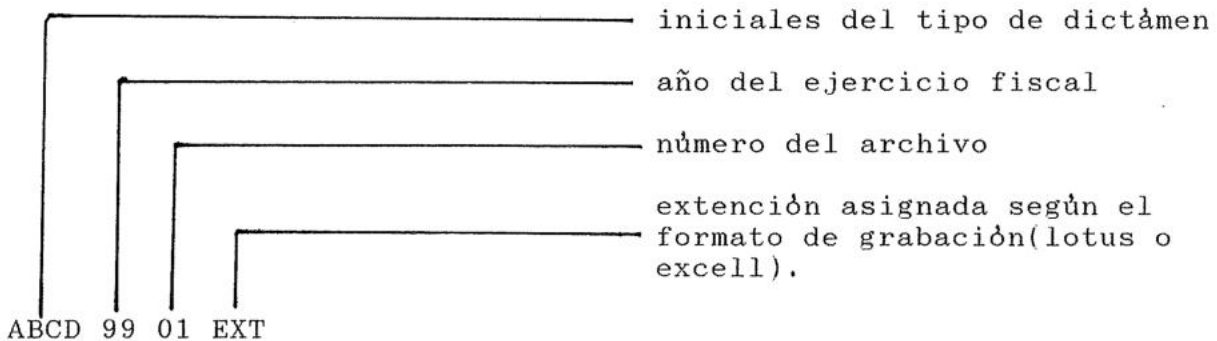 iniciales del tipo de dictámen
año del ejercicio fiscal
número del archivo
extención asignada según el
formato de grabación(lotus o
excell).
ABCD 99 01 EXT